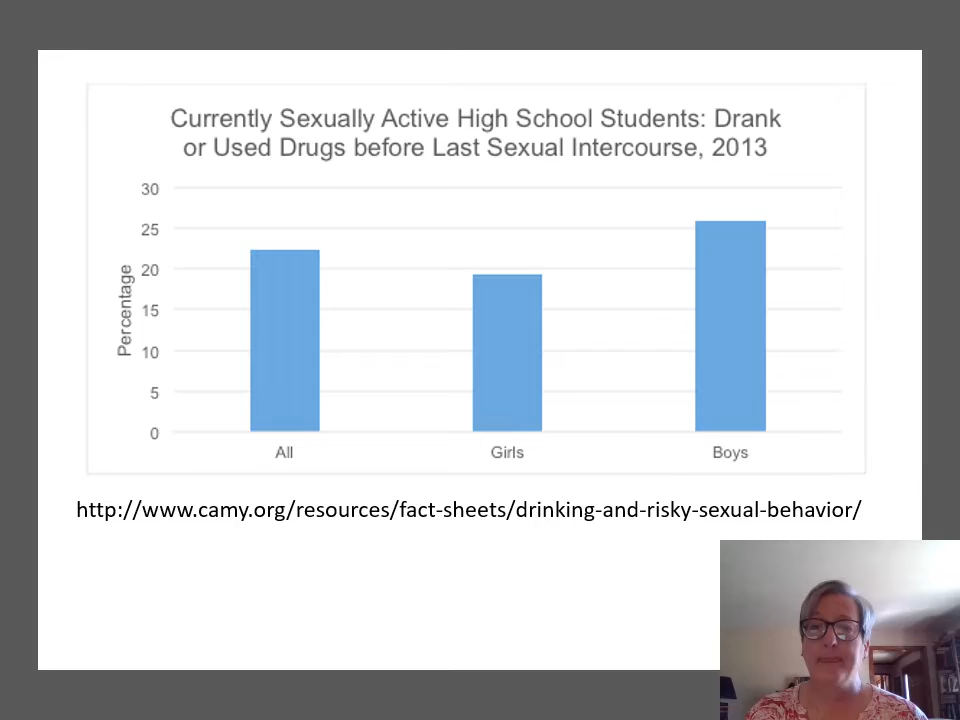 Currently Sexually Active High School Students: Drank
or Used Drugs before Last Sexual Intercourse, 2013
30
25
20
15
10
5
0
Percentage
All
Girls
Boys
http://www.camy.org/resources/fact-sheets/drinking-and-risky-sexual-behavior/